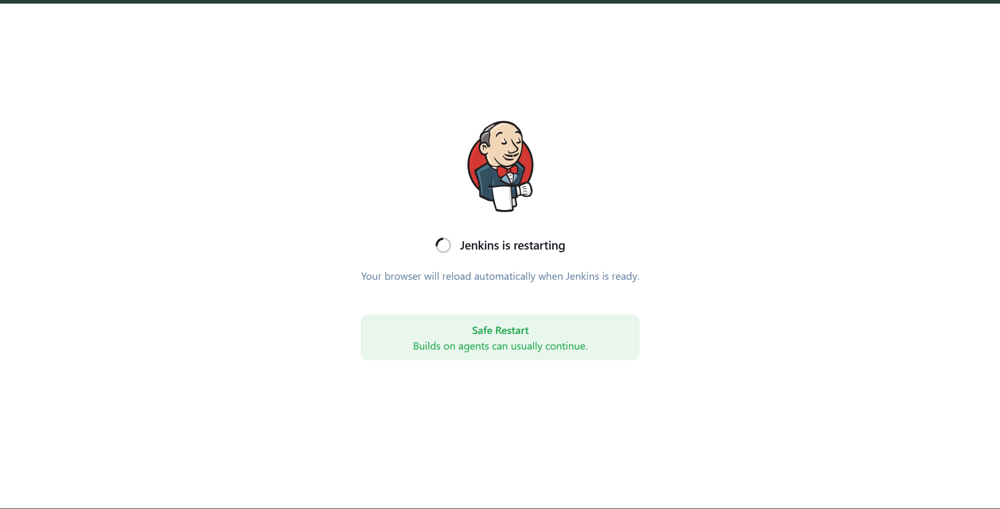 Jenkins is restarting
Your browser will reload automatically when Jenkins is ready.
Safe Restart
Builds on agents can usually continue.